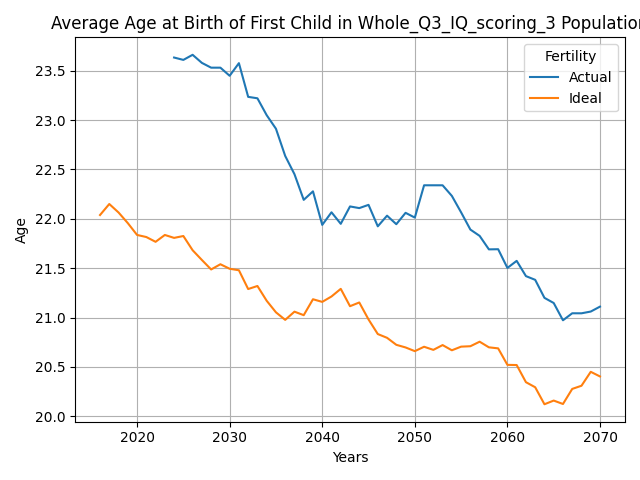 Average Age at Birth of First Child in Whole_Q3_IQ_scoring_3 Population
Fertility
Actual
Ideal
23.5
23.0
22.5
22.0
21.5
21.0
20.5
20.0
Age
2020 2030 2040 2050 2060 2070
Years